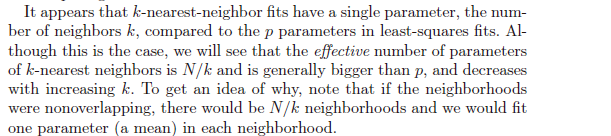 It appears that k-nearest-neighbor fits have a single parameter, the num-
ber of neighbors k, compared to the p parameters in least-squares fits. Al-
though this is the case, we will see that the effective number of parameters
of k-nearest neighbors is N/k and is generally bigger than p, and decreases
with increasing k. To get an idea of why, note that if the neighborhoods
were nonoverlapping, there would be N/k neighborhoods and we would fit
one parameter (a mean) in each neighborhood.